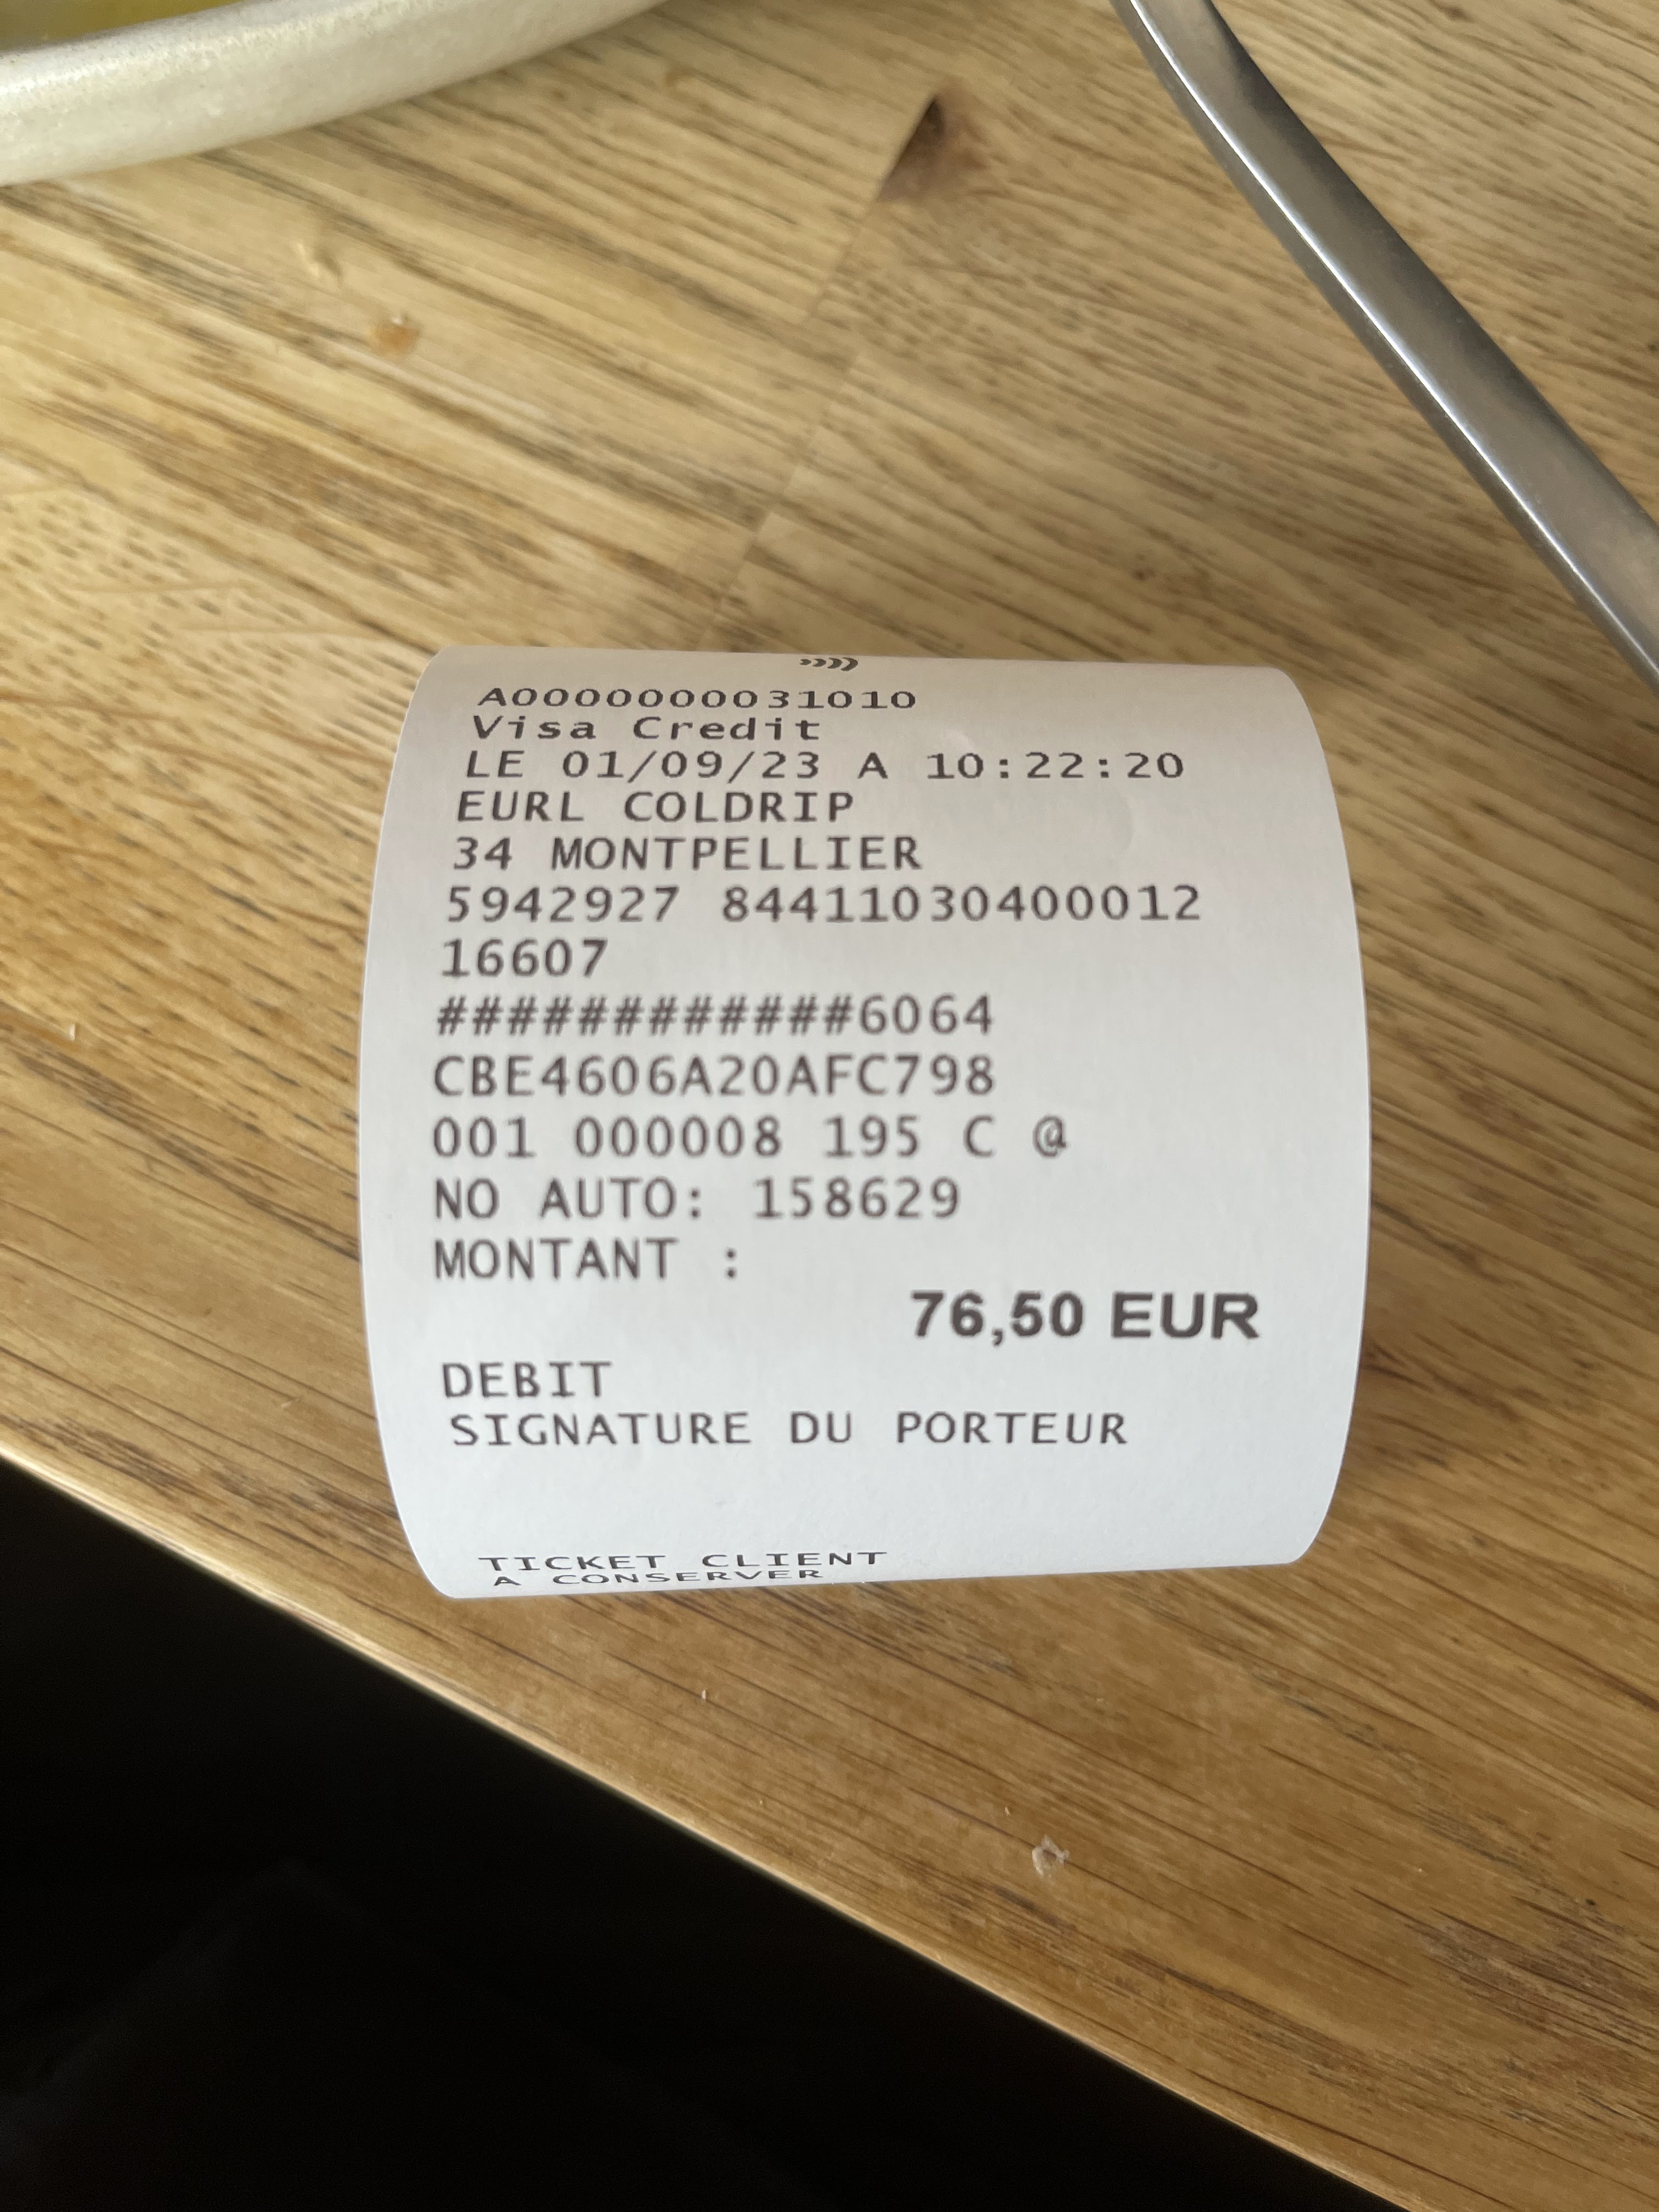 A0000000031010
Visa Credit
LE 01/09/23 A 10:22:20
EURL COLDRIP
34 MONTPELLIER
5942927 84411030400012
16607
############6064
CBE4606A20AFC798
001 000008 195 C @
NO AUTO: 158629
MONTANT :
76,50 EUR
DEBIT
SIGNATURE DU PORTEUR
TICKET CLIENT
A CONSERVER